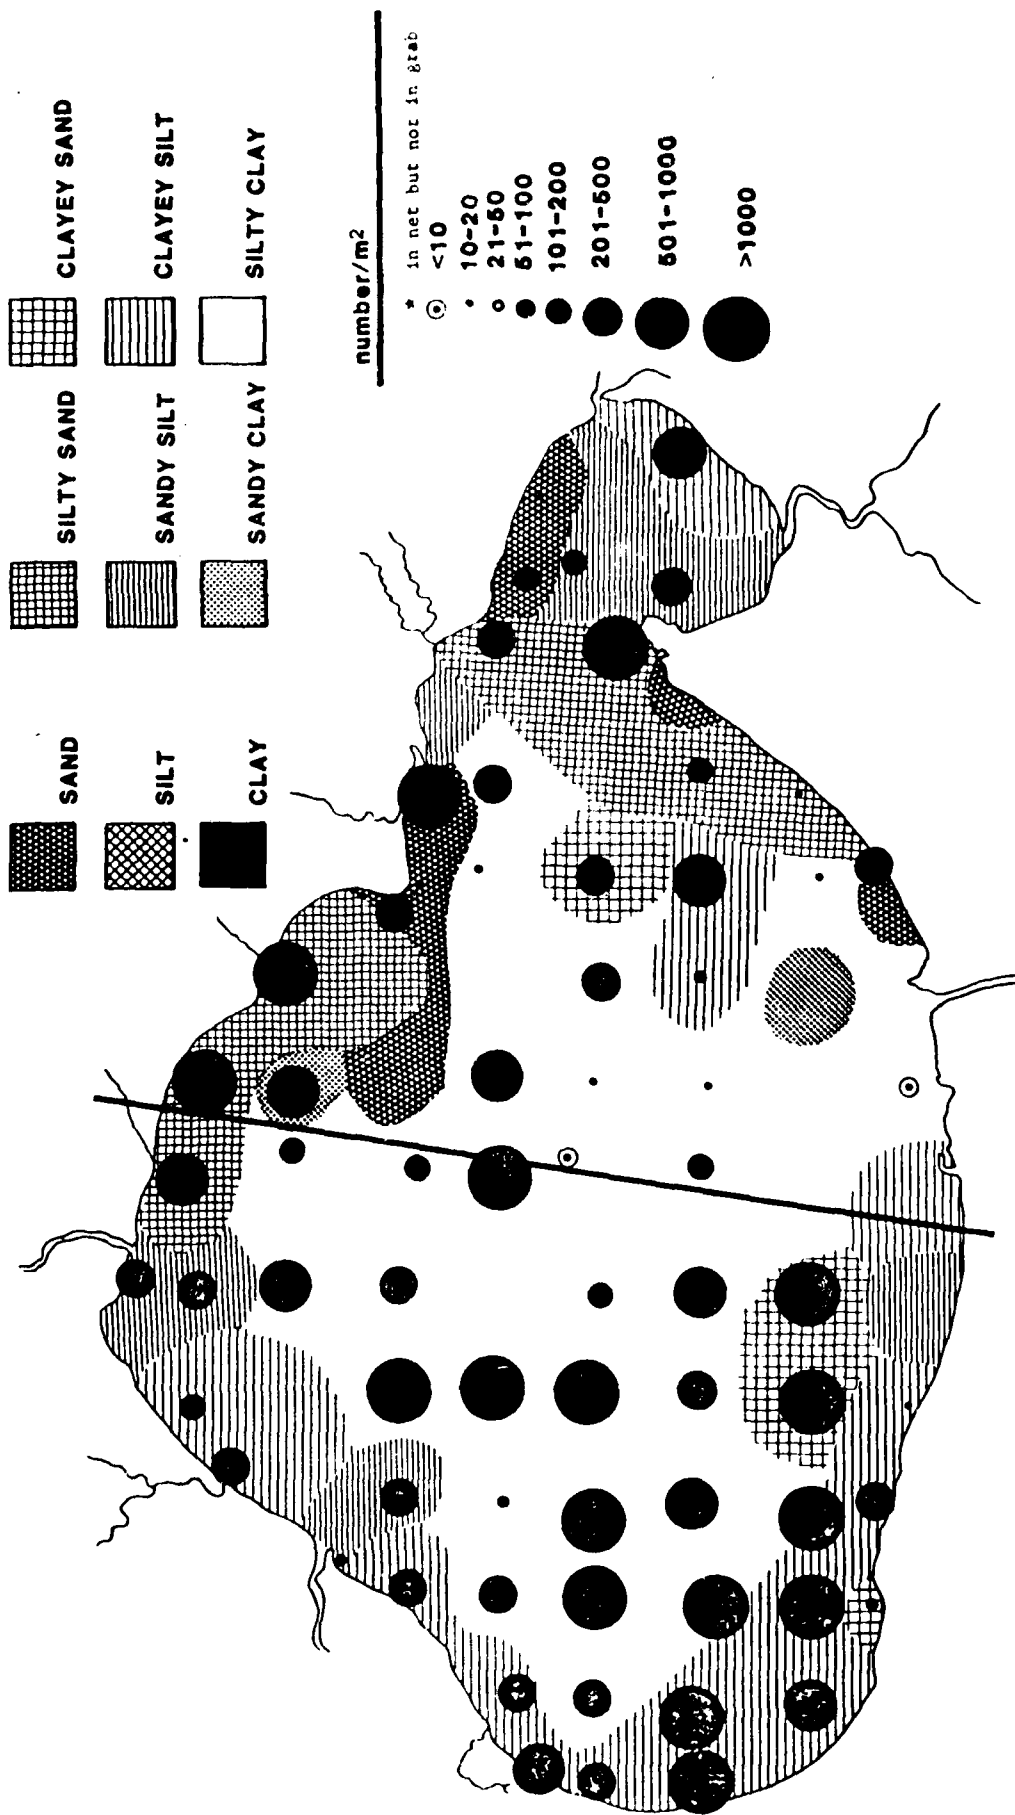 SAND
SILTY SAND
CLAYEY SAND
SILT
SANDY SILT
CLAYEY SILT
CLAY
SANDY CLAY
SILTY CLAY
number/m²
* in net but not in grab
<10
10-20
21-50
51-100
101-200
201-500
501-1000
>1000